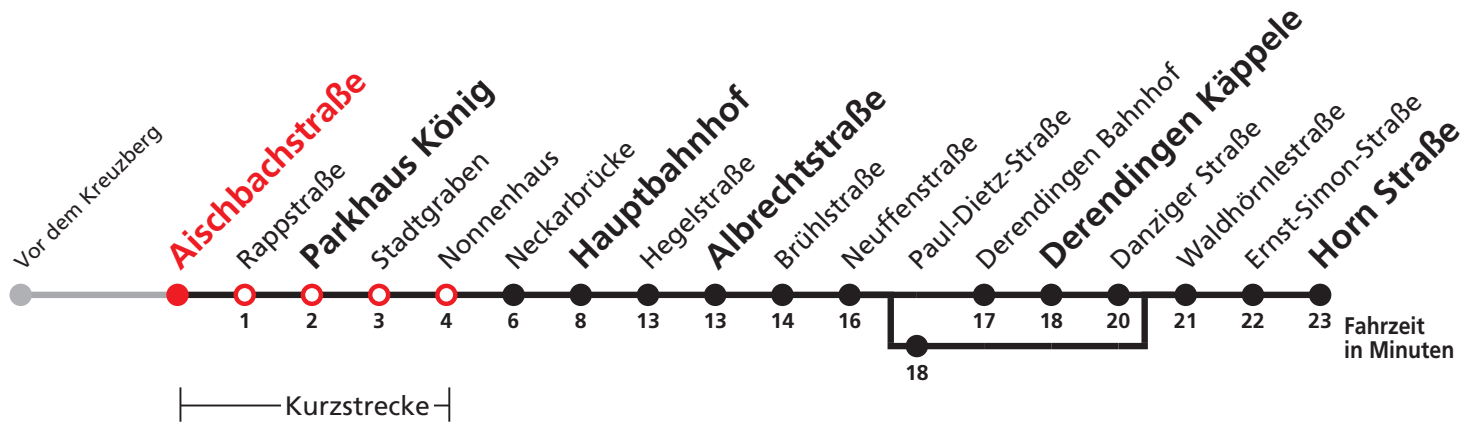 Vor dem Kreuzberg
Aischbachstraße
Rappstraße
Parkhaus König
Stadtgraben
Nonnenhaus
Neckarbrücke
Hauptbahnhof
Hegelstraße
Albrechtstraße
Brühlstraße
Neuffenstraße
Paul-Dietz-Straße
Derendingen Bahnhof
Derendingen Käppele
Danziger Straße
Waldhörnlestraße
Ernst-Simon-Straße
Horn Straße
1 2 3 4 6 8 13 13 14 16 17 18 20 21 22 23
Fahrzeit
in Minuten
18
Kurzstrecke